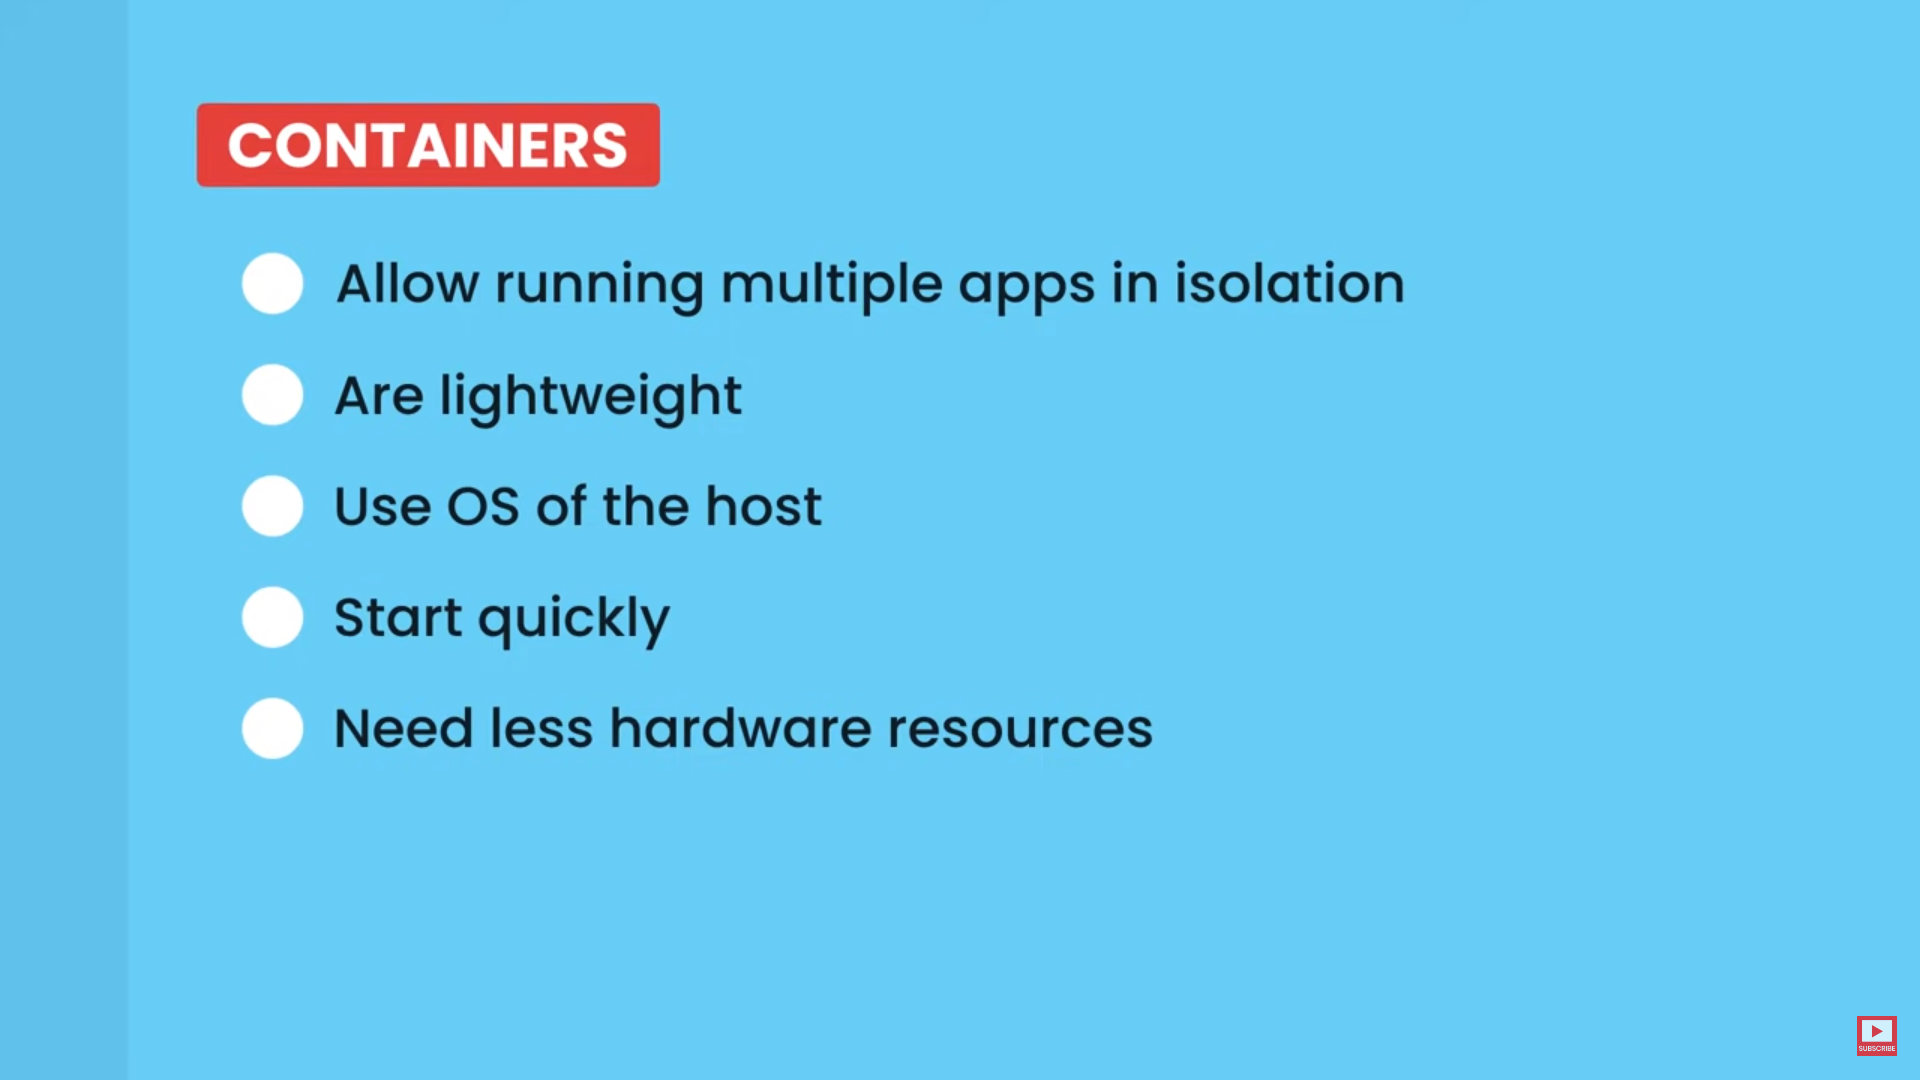 CONTAINERS
Allow running multiple apps in isolation
Are lightweight
Use OS of the host
Start quickly
Need less hardware resources
SUBSCRIBE